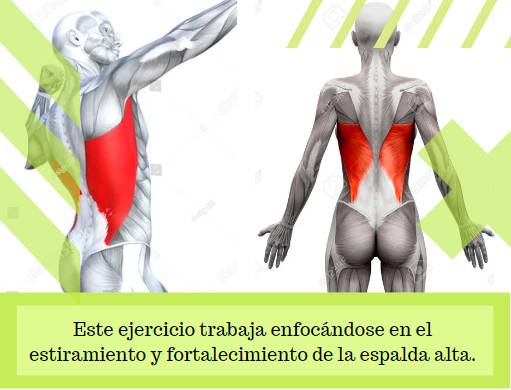 Este ejercicio trabaja enfocándose en el
estiramiento y fortalecimiento de la espalda alta.